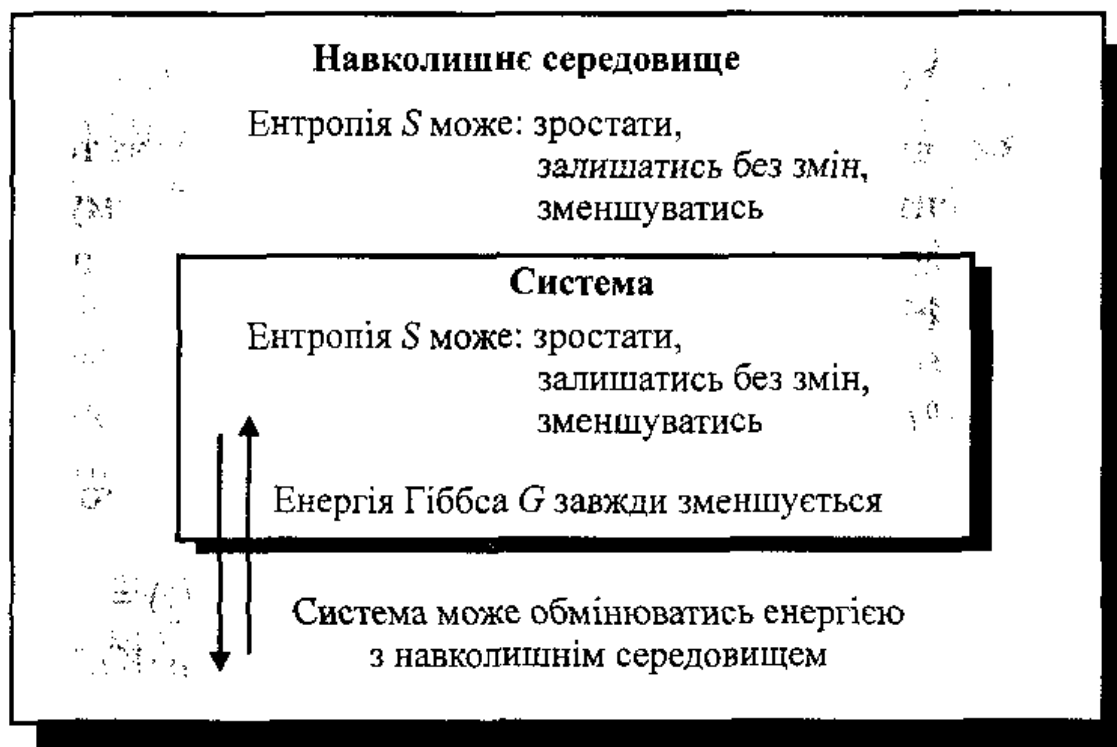 Навколишнє середовище
Ентропія S може: зростати,
залишатись без змін,
зменшуватись
Система
Ентропія S може: зростати,
залишатись без змін,
зменшуватись
Енергія Гіббса G завжди зменшується
Система може обмінюватись енергією
з навколишнім середовищем